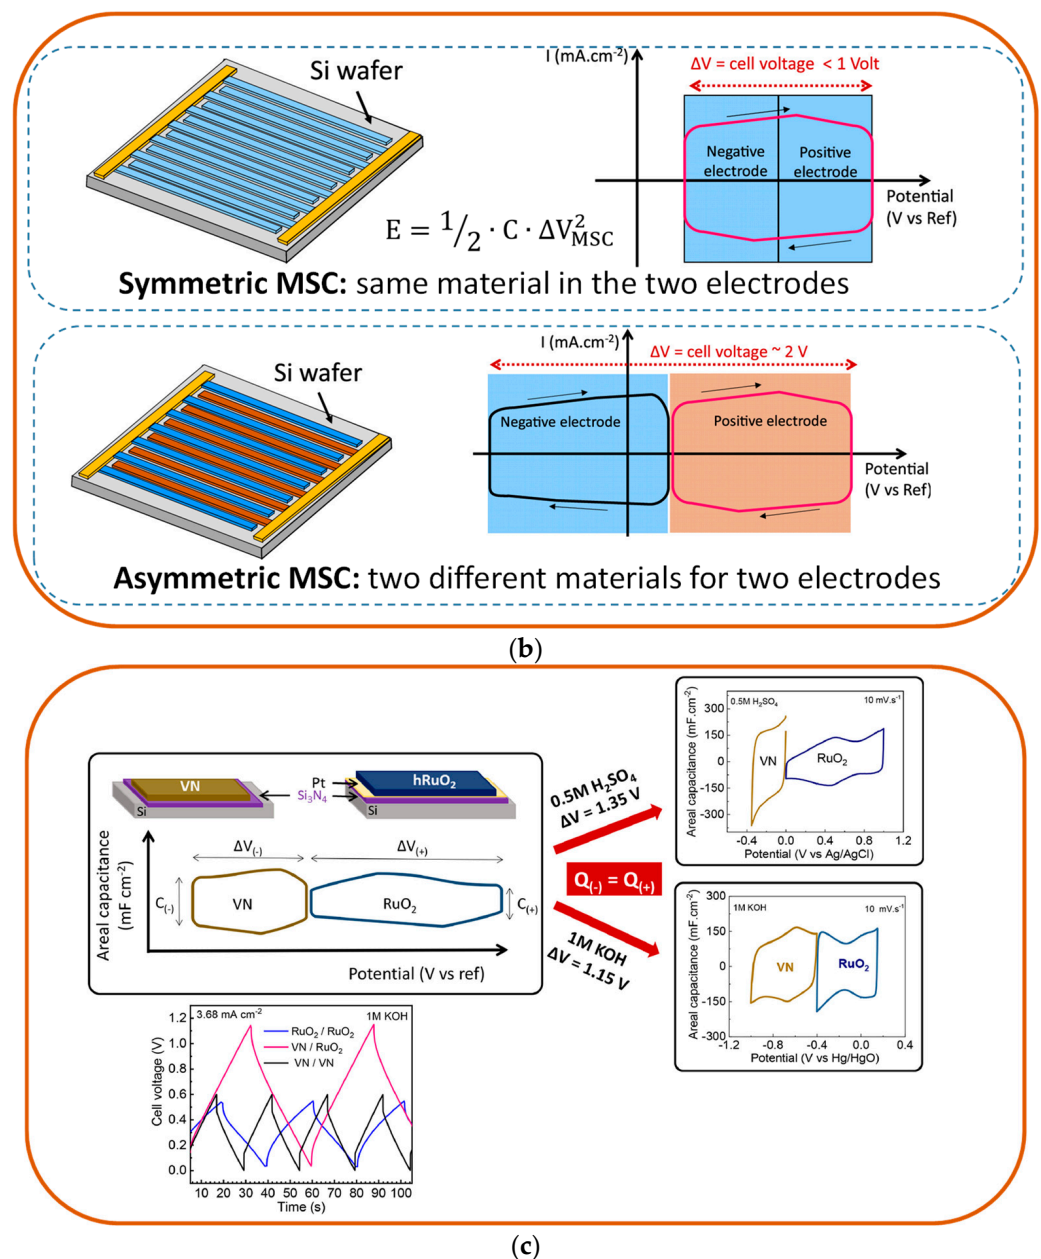 I (mA.cm⁻²)
ΔV = cell voltage < 1 Volt
Si wafer
Negative
electrode
Positive
electrode
Potential
(V vs Ref)
E = 1/2 · C · ΔV²MSC
Symmetric MSC: same material in the two electrodes
I (mA.cm⁻²)
ΔV = cell voltage ~ 2 V
Si wafer
Negative electrode
Positive electrode
Potential
(V vs Ref)
Asymmetric MSC: two different materials for two electrodes
(b)
VN
Si
Pt
Si₃N₄
hRuO₂
Si
Areal capacitance
(mF cm⁻²)
ΔV(-)
ΔV(+)
C(-)
VN
RuO₂
C(+)
Potential (V vs ref)
0.5M H₂SO₄
ΔV = 1.35 V
Q(-) = Q(+)
1M KOH
ΔV = 1.15 V
Areal capacitance (mF.cm⁻²)
300
150
0
-150
-300
0.5M H₂SO₄
10 mV.s⁻¹
VN
RuO₂
-0.6 0.0 0.6 1.2
Potential (V vs Ag/AgCl)
Areal capacitance (mF.cm⁻²)
300
150
0
-150
-300
1M KOH
10 mV.s⁻¹
VN
RuO₂
-1.2 -0.8 -0.4 0.0 0.4
Potential (V vs Hg/HgO)
Cell voltage (V)
1.2
1.0
0.8
0.6
0.4
0.2
0.0
3.68 mA cm⁻²
1M KOH
RuO₂ / RuO₂
VN / RuO₂
VN / VN
10 20 30 40 50 60 70 80 90 100
Time (s)
(c)